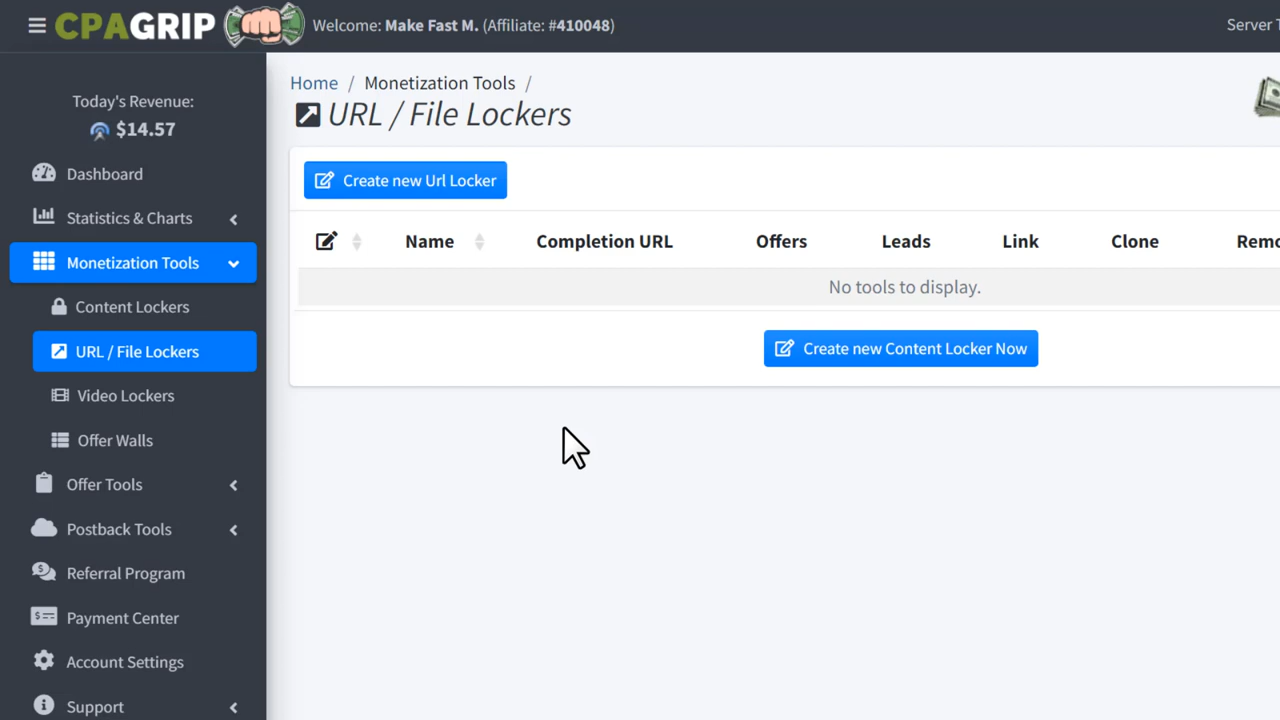 CPAGRIP
Welcome: Make Fast M. (Affiliate: #410048)
Server
Today's Revenue:
$14.57
Dashboard
Statistics & Charts
Monetization Tools
Content Lockers
URL / File Lockers
Video Lockers
Offer Walls
Offer Tools
Postback Tools
Referral Program
Payment Center
Account Settings
Support
Home / Monetization Tools /
URL / File Lockers
Create new Url Locker
Name Completion URL Offers Leads Link Clone
No tools to display.
Create new Content Locker Now